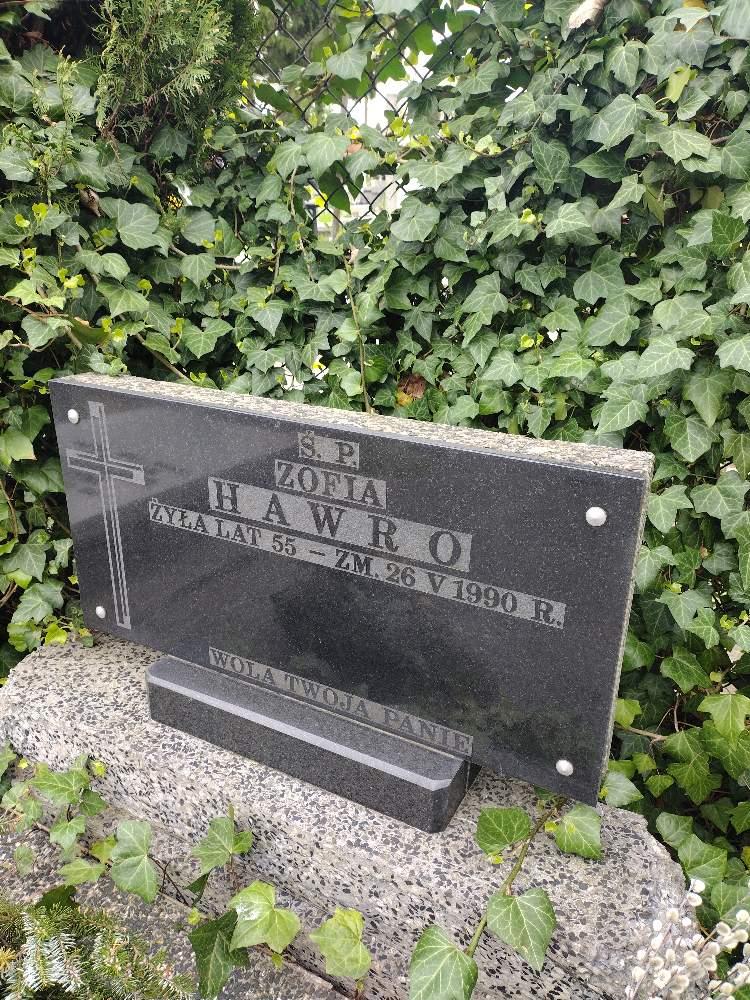 Ś. P.
ZOFIA
HAWRO
ŻYŁA LAT 55 – ZM. 26 V 1990 R.
WOLA TWOJA PANIE